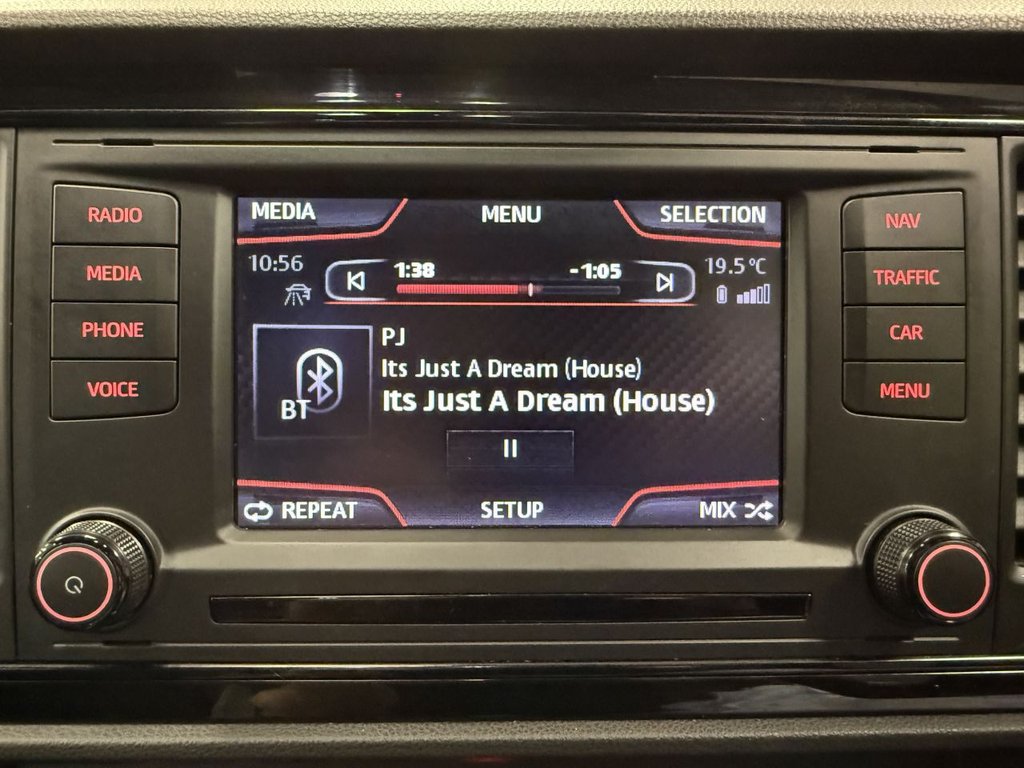 RADIO
MEDIA
PHONE
VOICE
MEDIA MENU SELECTION
10:56 1:38 -1:05 19.5°C
PJ
Its Just A Dream (House)
Its Just A Dream (House)
BT
REPEAT SETUP MIX
NAV
TRAFFIC
CAR
MENU